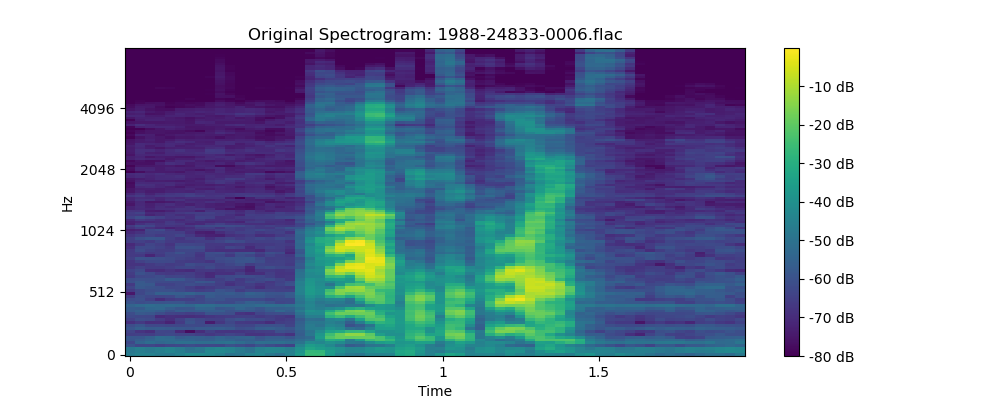 Original Spectrogram: 1988-24833-0006.flac
Hz
4096
2048
1024
512
0
0 0.5 1 1.5
Time
-10 dB
-20 dB
-30 dB
-40 dB
-50 dB
-60 dB
-70 dB
-80 dB